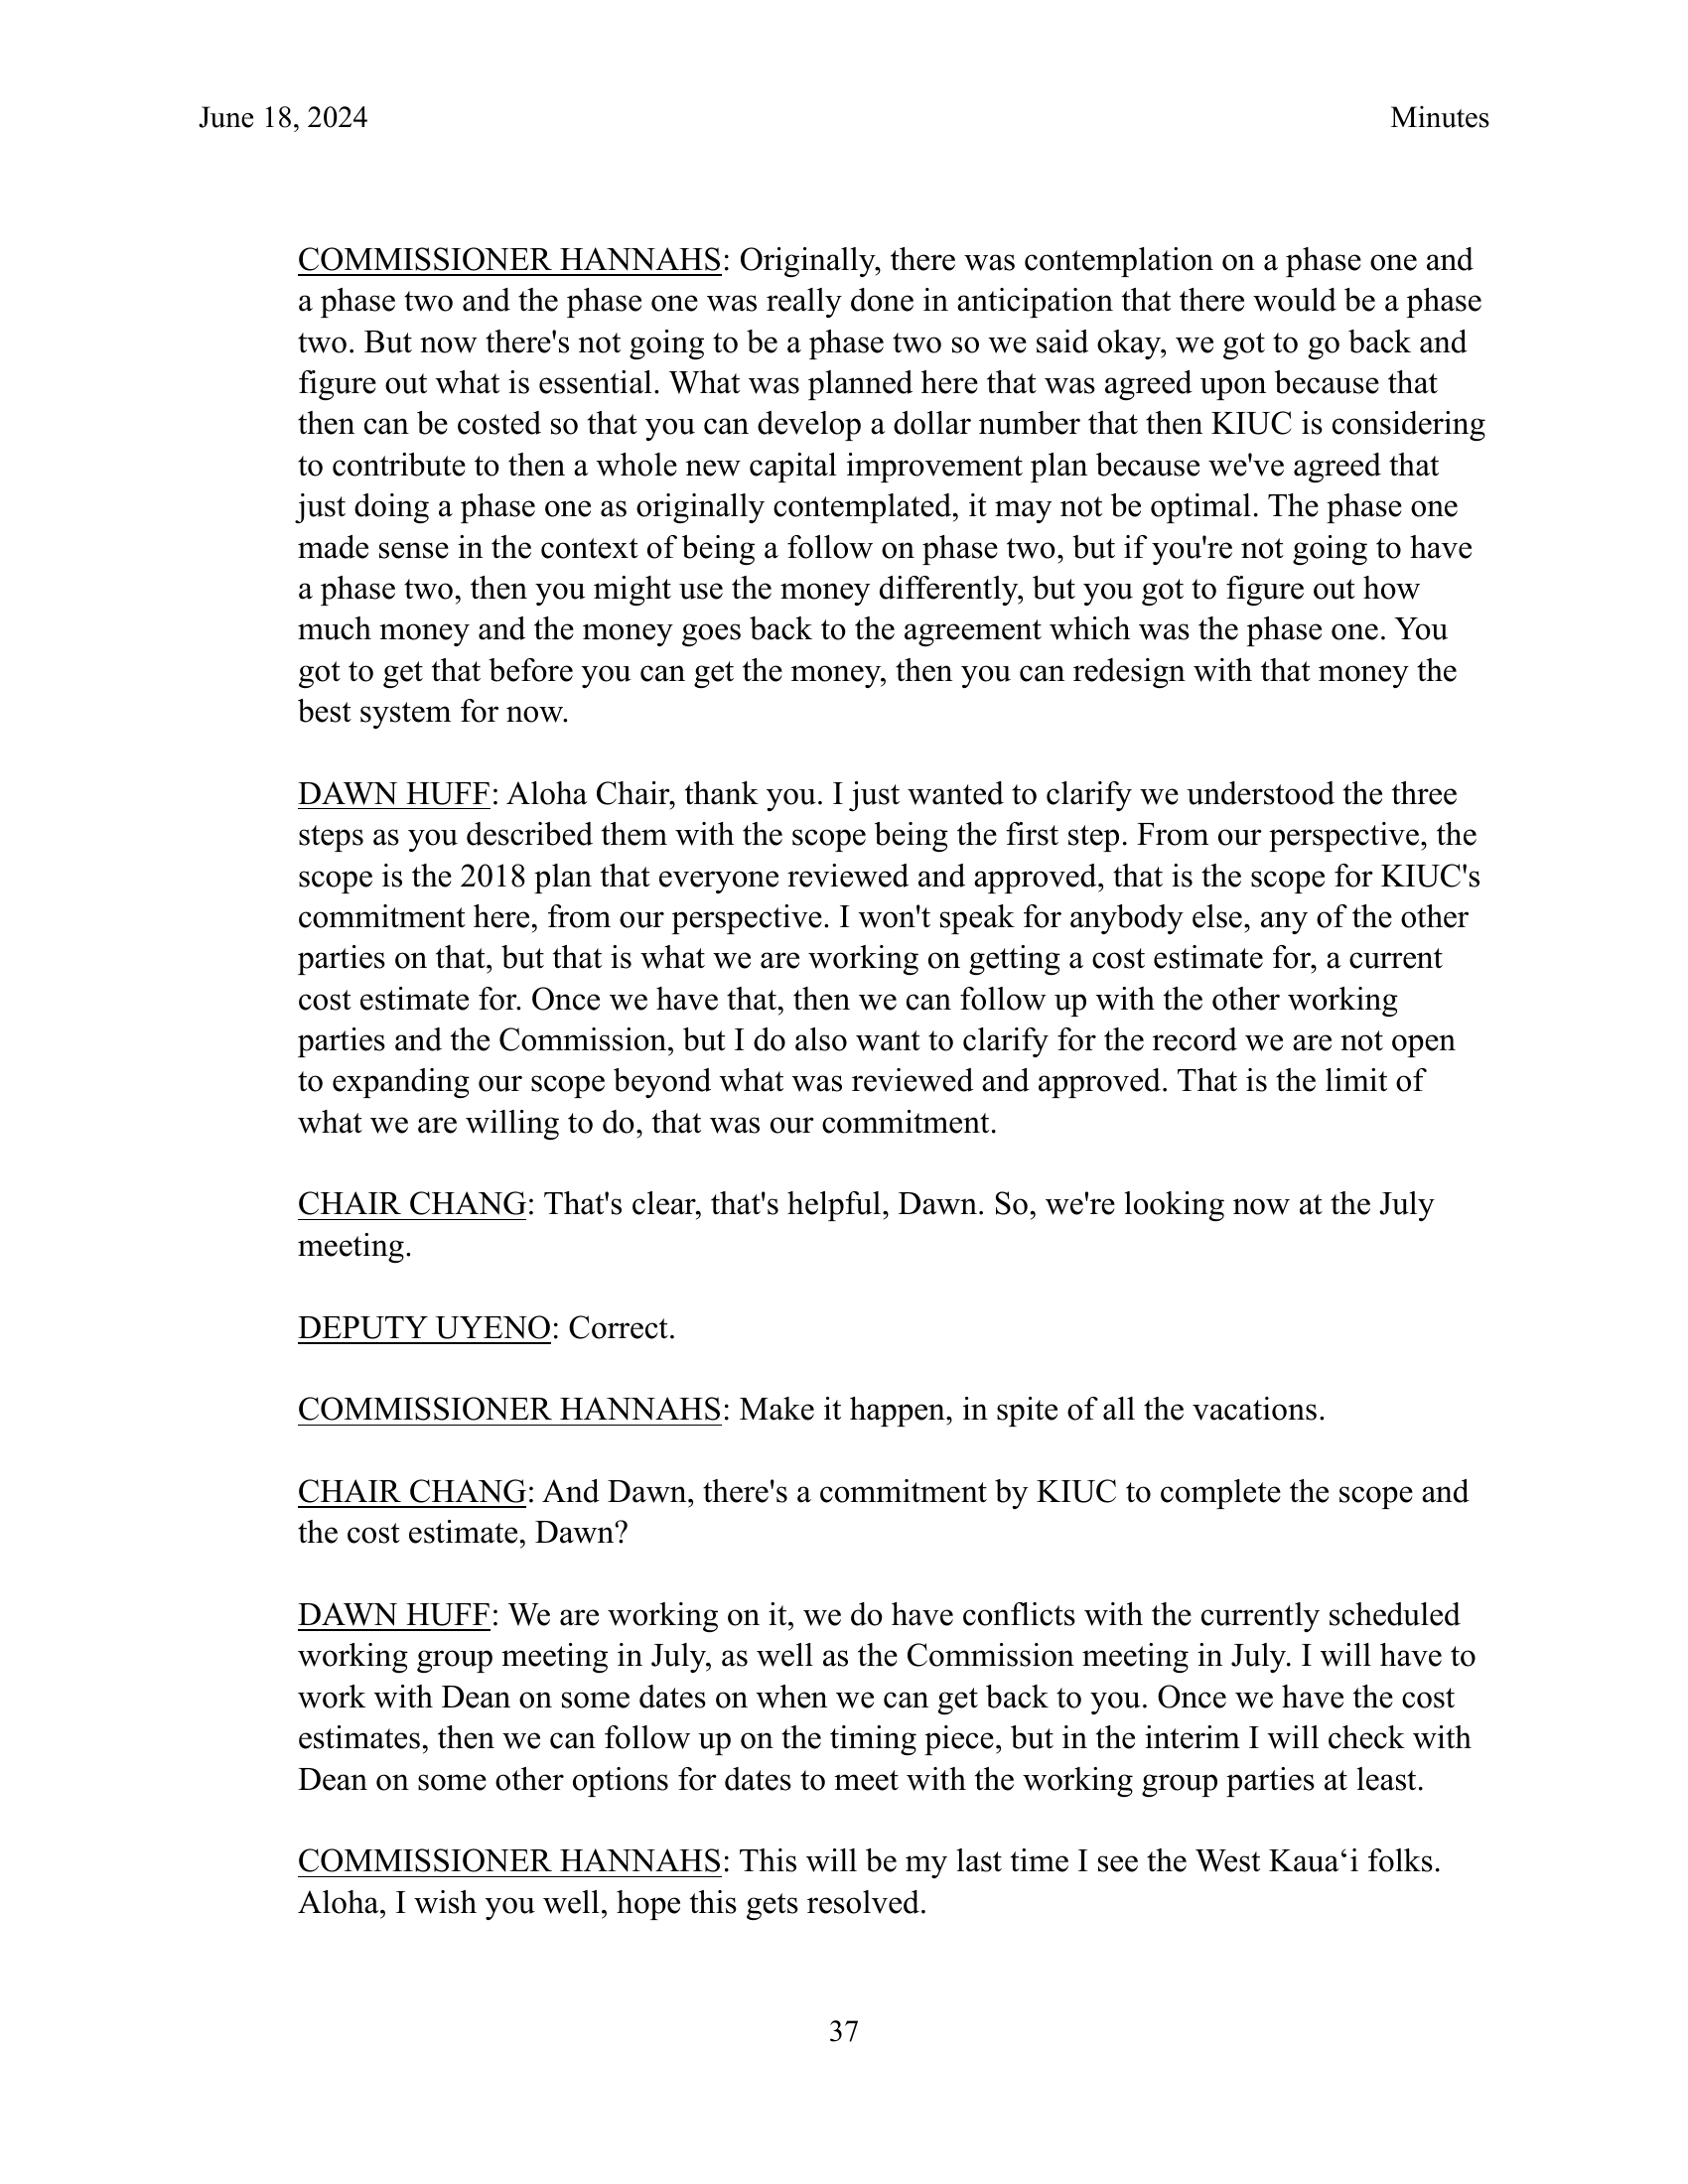 June 18, 2024 Minutes
COMMISSIONER HANNAHS: Originally, there was contemplation on a phase one and
a phase two and the phase one was really done in anticipation that there would be a phase
two. But now there's not going to be a phase two so we said okay, we got to go back and
figure out what is essential. What was planned here that was agreed upon because that
then can be costed so that you can develop a dollar number that then KIUC is considering
to contribute to then a whole new capital improvement plan because we've agreed that
just doing a phase one as originally contemplated, it may not be optimal. The phase one
made sense in the context of being a follow on phase two, but if you're not going to have
a phase two, then you might use the money differently, but you got to figure out how
much money and the money goes back to the agreement which was the phase one. You
got to get that before you can get the money, then you can redesign with that money the
best system for now.
DAWN HUFF: Aloha Chair, thank you. I just wanted to clarify we understood the three
steps as you described them with the scope being the first step. From our perspective, the
scope is the 2018 plan that everyone reviewed and approved, that is the scope for KIUC's
commitment here, from our perspective. I won't speak for anybody else, any of the other
parties on that, but that is what we are working on getting a cost estimate for, a current
cost estimate for. Once we have that, then we can follow up with the other working
parties and the Commission, but I do also want to clarify for the record we are not open
to expanding our scope beyond what was reviewed and approved. That is the limit of
what we are willing to do, that was our commitment.
CHAIR CHANG: That's clear, that's helpful, Dawn. So, we're looking now at the July
meeting.
DEPUTY UYENO: Correct.
COMMISSIONER HANNAHS: Make it happen, in spite of all the vacations.
CHAIR CHANG: And Dawn, there's a commitment by KIUC to complete the scope and
the cost estimate, Dawn?
DAWN HUFF: We are working on it, we do have conflicts with the currently scheduled
working group meeting in July, as well as the Commission meeting in July. I will have to
work with Dean on some dates on when we can get back to you. Once we have the cost
estimates, then we can follow up on the timing piece, but in the interim I will check with
Dean on some other options for dates to meet with the working group parties at least.
COMMISSIONER HANNAHS: This will be my last time I see the West Kauaʻi folks.
Aloha, I wish you well, hope this gets resolved.
37